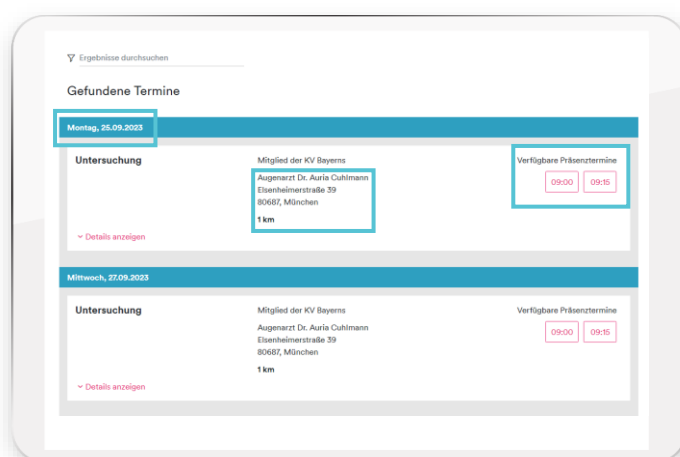 Ergebnisse durchsuchen
Gefundene Termine
Montag, 25.09.2023
Untersuchung
Mitglied der KV Bayerns
Augenarzt Dr. Auria Cuhlmann
Elsenheimerstraße 39
80687, München
1 km
Verfügbare Präsenztermine
09:00 09:15
Details anzeigen
Mittwoch, 27.09.2023
Untersuchung
Mitglied der KV Bayerns
Augenarzt Dr. Auria Cuhlmann
Elsenheimerstraße 39
80687, München
1 km
Verfügbare Präsenztermine
09:00 09:15
Details anzeigen